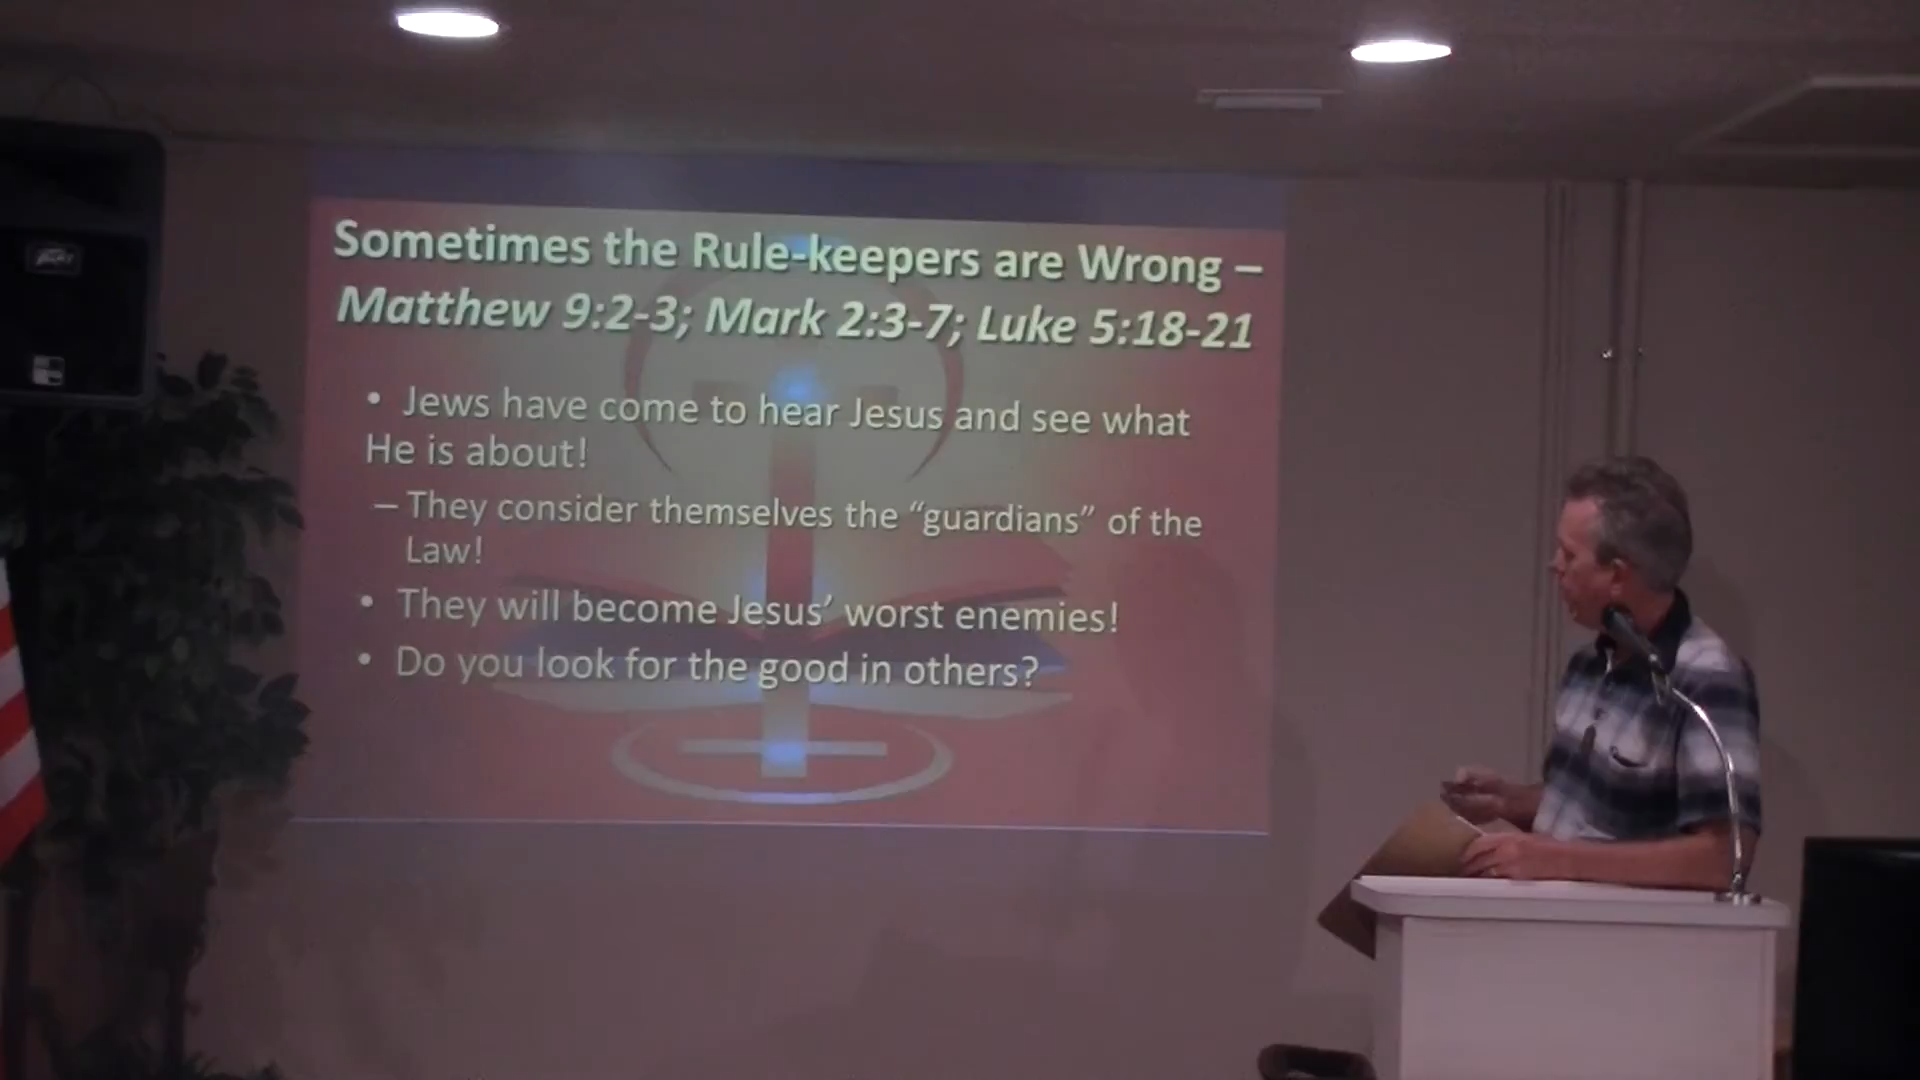 Sometimes the Rule-keepers are Wrong –
Matthew 9:2-3; Mark 2:3-7; Luke 5:18-21
• Jews have come to hear Jesus and see what
He is about!
– They consider themselves the “guardians” of the
Law!
• They will become Jesus’ worst enemies!
• Do you look for the good in others?